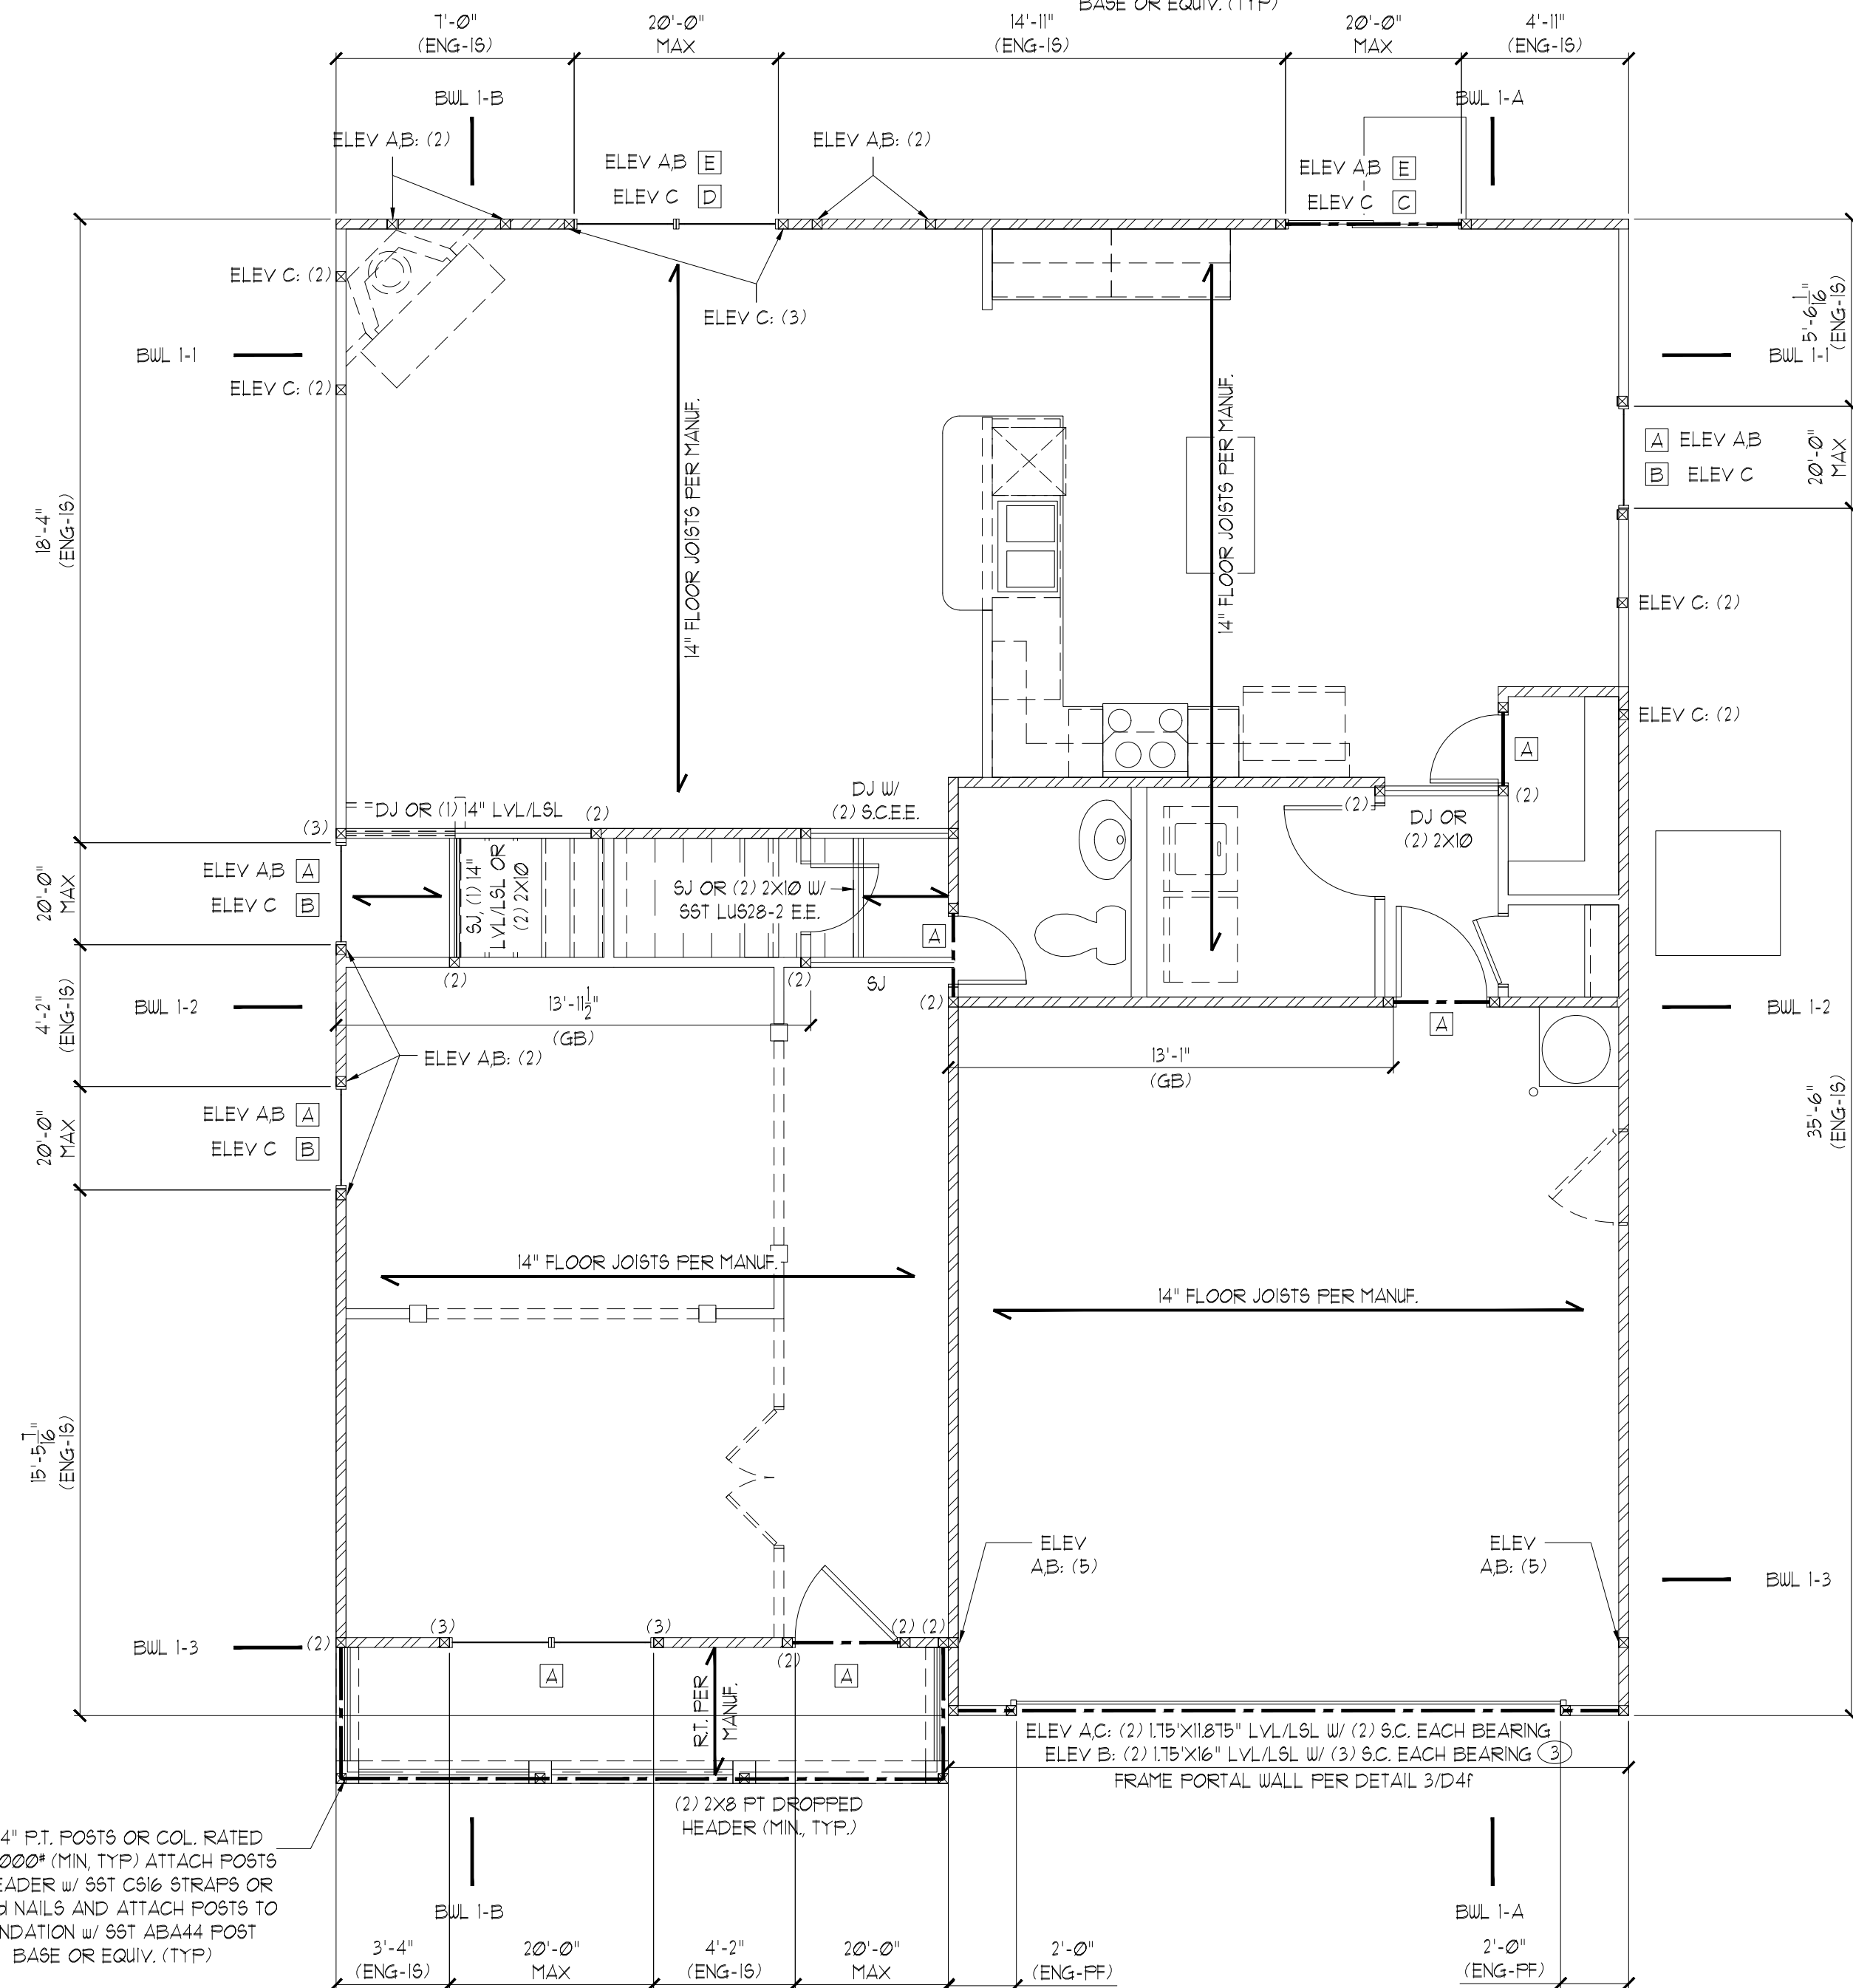 BASE OR EQUIV. (TYP)
7'-0"
(ENG-IS)
20'-0"
MAX
14'-11"
(ENG-IS)
20'-0"
MAX
4'-11"
(ENG-IS)
BWL 1-B
BWL 1-A
ELEV A,B: (2)
ELEV A,B: (2)
ELEV A,B E
ELEV C D
ELEV A,B E
ELEV C C
ELEV C: (2)
ELEV C: (3)
BWL 1-1
BWL 1-1
ELEV C: (2)
5'-6 1/16"
(ENG-IS)
A ELEV A,B
B ELEV C
20'-0"
MAX
18'-4"
(ENG-IS)
14" FLOOR JOISTS PER MANUF.
14" FLOOR JOISTS PER MANUF.
ELEV C: (2)
ELEV C: (2)
A
DJ OR (1) 14" LVL/LSL
(2)
(3)
DJ W/
(2) S.C.E.E.
(2)
DJ OR
(2) 2X10
(2)
ELEV A,B A
ELEV C B
20'-0"
MAX
SJ, (1) 14"
LVL/LSL OR
(2) 2X10
SJ OR (2) 2X10 W/
SST LUS28-2 E.E.
A
(2)
(2)
SJ
(2)
A
4'-2"
(ENG-IS)
BWL 1-2
BWL 1-2
13'-11 1/2"
(GB)
13'-1"
(GB)
ELEV A,B: (2)
ELEV A,B A
ELEV C B
20'-0"
MAX
35'-6"
(ENG-IS)
14" FLOOR JOISTS PER MANUF.
14" FLOOR JOISTS PER MANUF.
15'-5 7/16"
(ENG-IS)
ELEV
A,B: (5)
ELEV
A,B: (5)
BWL 1-3
BWL 1-3
(2)
(3)
(3)
(2)
(2)
(2)
A
A
R.T. PER
MANUF.
ELEV A,C: (2) 1.75'X11.875" LVL/LSL W/ (2) S.C. EACH BEARING
ELEV B: (2) 1.75'X16" LVL/LSL W/ (3) S.C. EACH BEARING 3
FRAME PORTAL WALL PER DETAIL 3/D4f
(2) 2X8 PT DROPPED
HEADER (MIN., TYP.)
4" P.T. POSTS OR COL. RATED
000# (MIN, TYP) ATTACH POSTS
EADER w/ SST CS16 STRAPS OR
d NAILS AND ATTACH POSTS TO
NDATION w/ SST ABA44 POST
BASE OR EQUIV. (TYP)
BWL 1-B
BWL 1-A
3'-4"
(ENG-IS)
20'-0"
MAX
4'-2"
(ENG-IS)
20'-0"
MAX
2'-0"
(ENG-PF)
2'-0"
(ENG-PF)